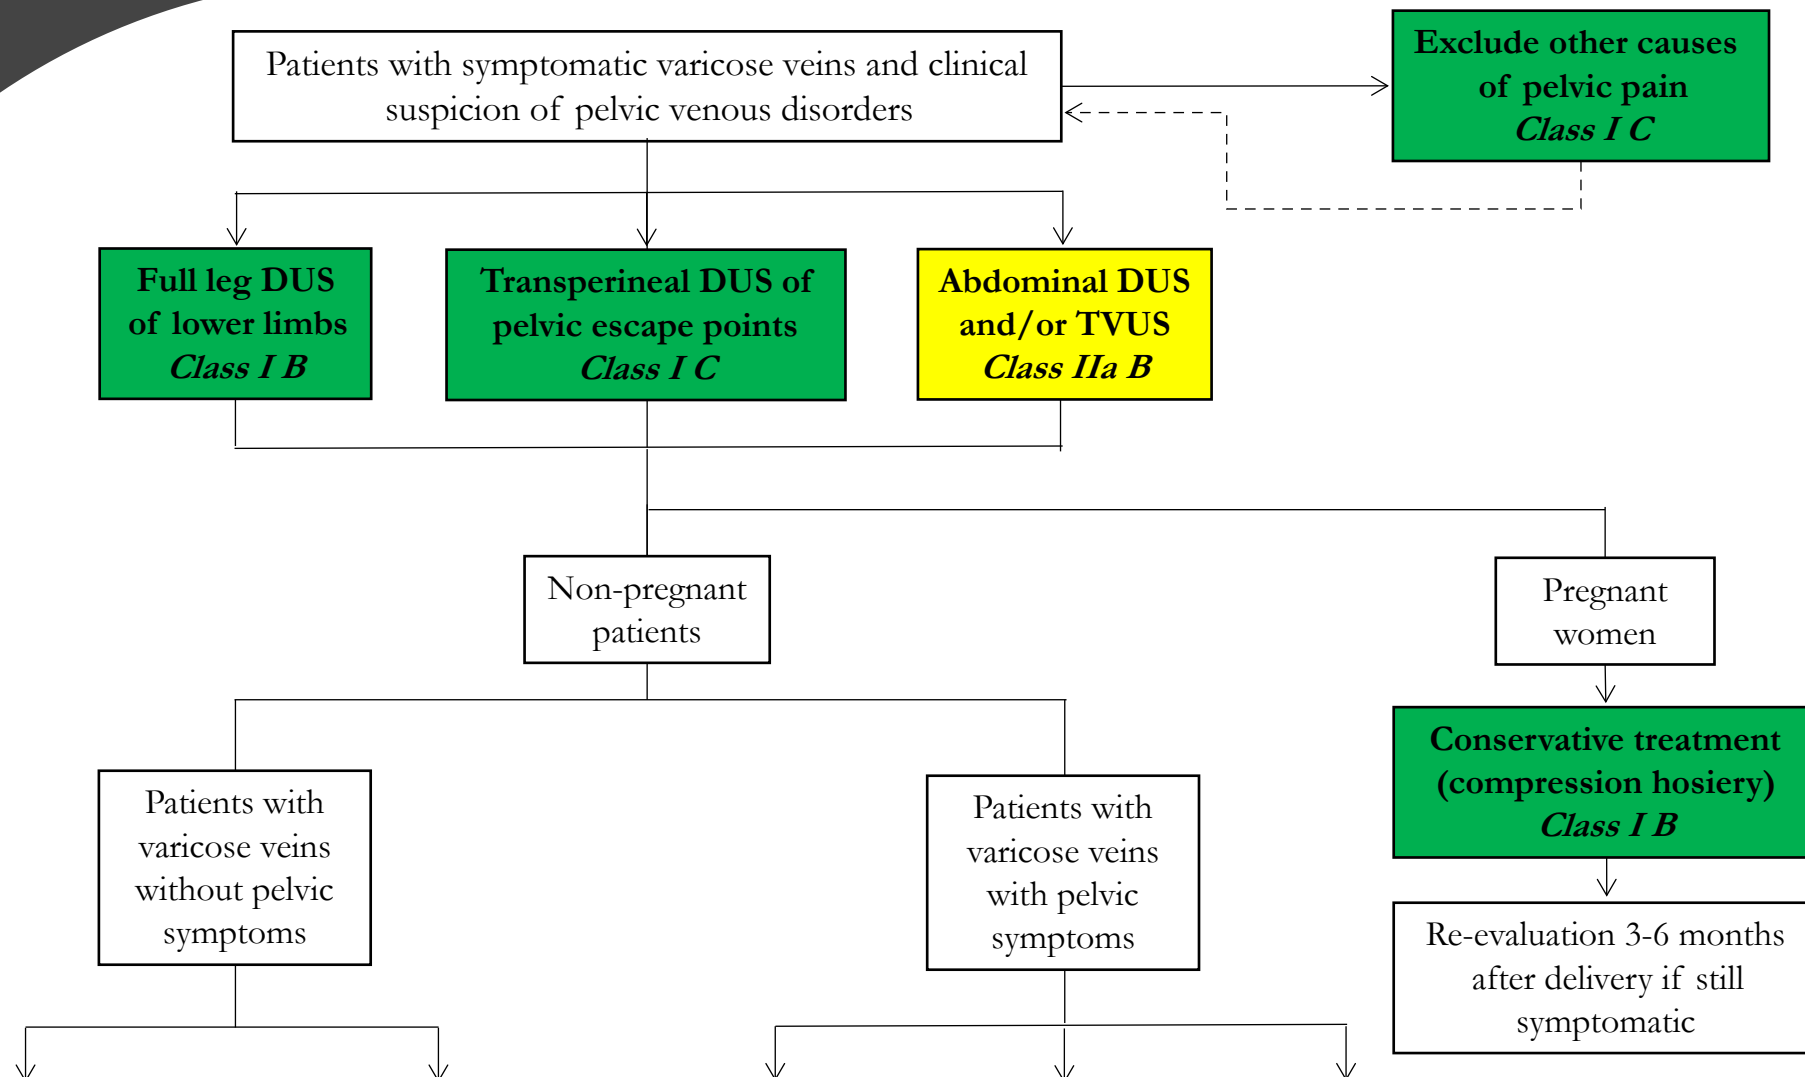 Patients with symptomatic varicose veins and clinical
suspicion of pelvic venous disorders
Exclude other causes
of pelvic pain
Class I C
Full leg DUS
of lower limbs
Class I B
Transperineal DUS of
pelvic escape points
Class I C
Abdominal DUS
and/or TVUS
Class IIa B
Non-pregnant
patients
Pregnant
women
Patients with
varicose veins
without pelvic
symptoms
Patients with
varicose veins
with pelvic
symptoms
Conservative treatment
(compression hosiery)
Class I B
Re-evaluation 3-6 months
after delivery if still
symptomatic